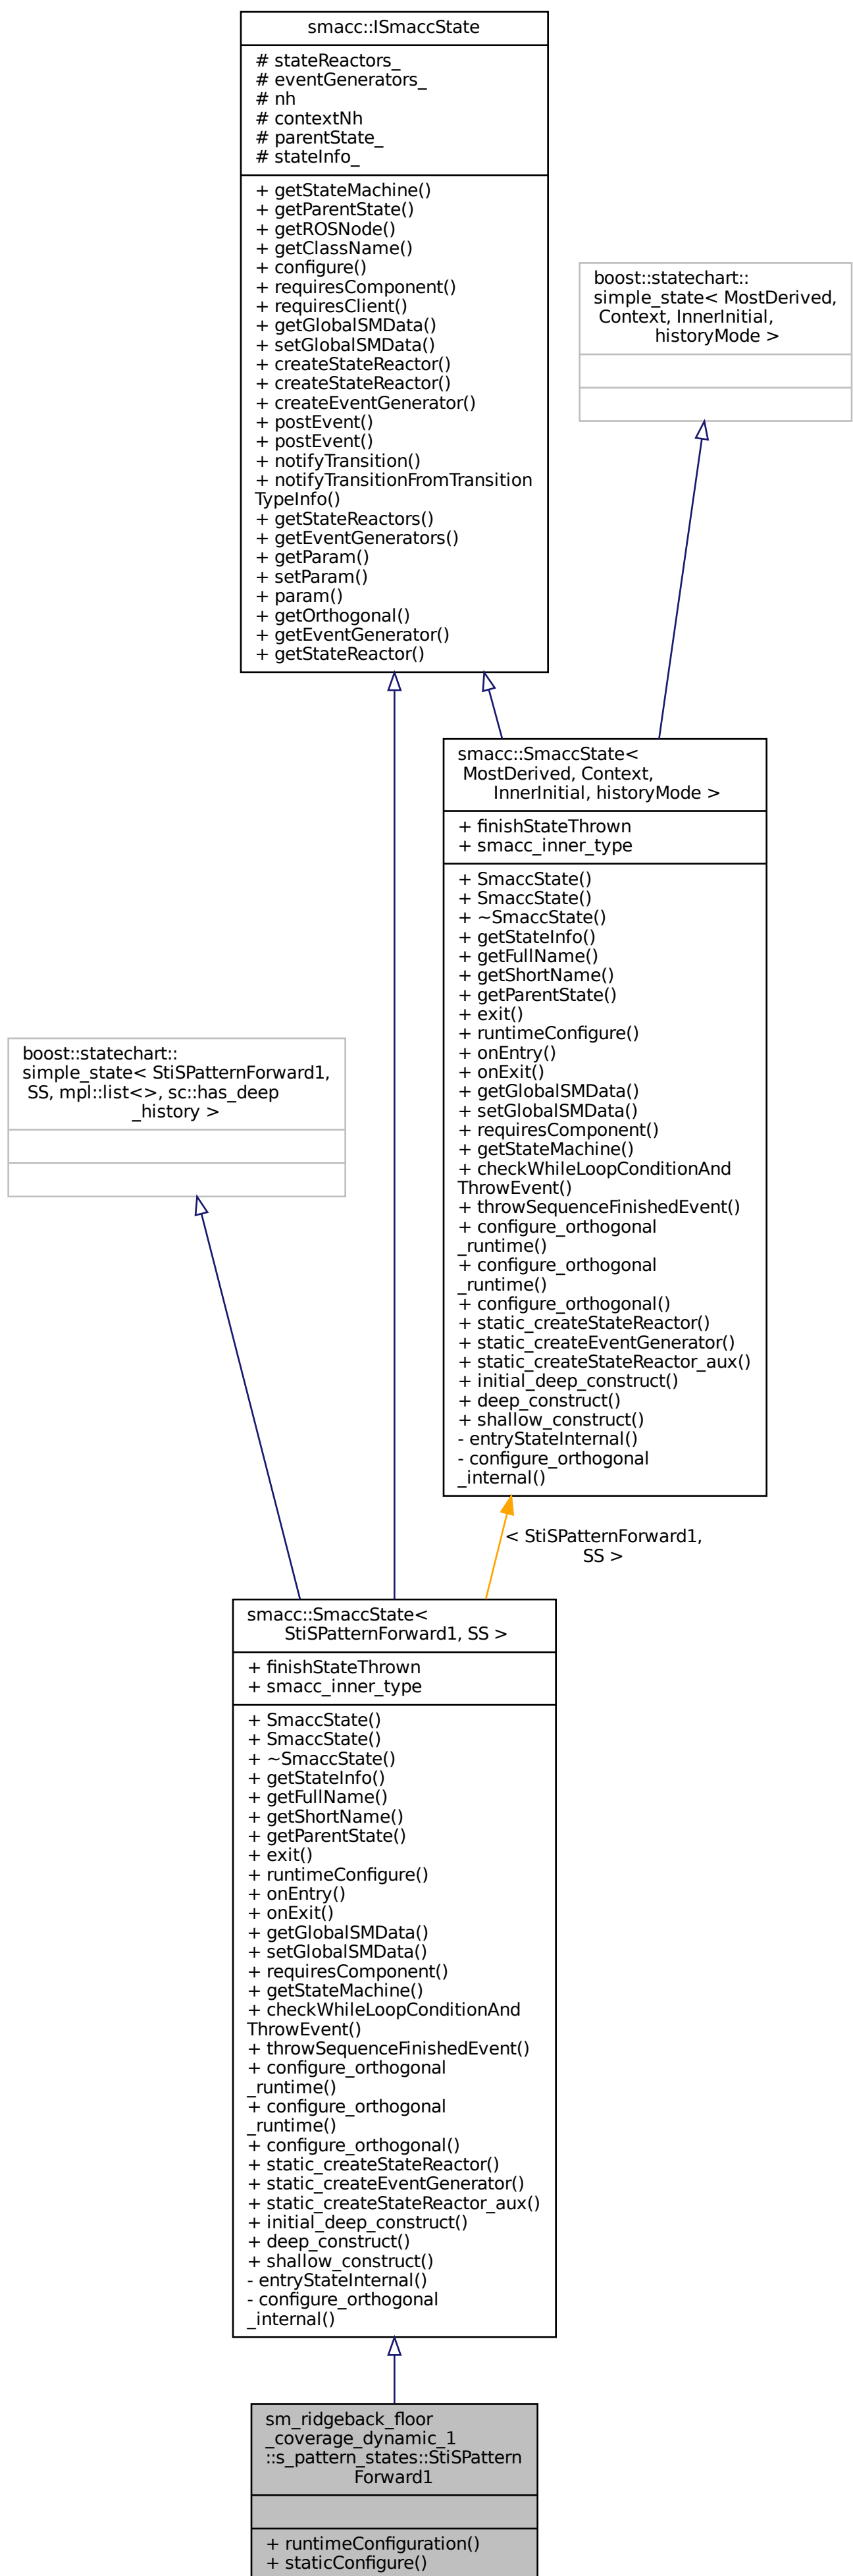 smacc::ISmaccState
# stateReactors_
# eventGenerators_
# nh
# contextNh
# parentState_
# stateInfo_
+ getStateMachine()
+ getParentState()
+ getROSNode()
+ getClassName()
+ configure()
+ requiresComponent()
+ requiresClient()
+ getGlobalSMData()
+ setGlobalSMData()
+ createStateReactor()
+ createStateReactor()
+ createEventGenerator()
+ postEvent()
+ postEvent()
+ notifyTransition()
+ notifyTransitionFromTransition
TypeInfo()
+ getStateReactors()
+ getEventGenerators()
+ getParam()
+ setParam()
+ param()
+ getOrthogonal()
+ getEventGenerator()
+ getStateReactor()
boost::statechart::
simple_state< MostDerived,
Context, InnerInitial,
historyMode >
smacc::SmaccState<
MostDerived, Context,
InnerInitial, historyMode >
+ finishStateThrown
+ smacc_inner_type
+ SmaccState()
+ SmaccState()
+ ~SmaccState()
+ getStateInfo()
+ getFullName()
+ getShortName()
+ getParentState()
+ exit()
+ runtimeConfigure()
+ onEntry()
+ onExit()
+ getGlobalSMData()
+ setGlobalSMData()
+ requiresComponent()
+ getStateMachine()
+ checkWhileLoopConditionAnd
ThrowEvent()
+ throwSequenceFinishedEvent()
+ configure_orthogonal
_runtime()
+ configure_orthogonal
_runtime()
+ configure_orthogonal()
+ static_createStateReactor()
+ static_createEventGenerator()
+ static_createStateReactor_aux()
+ initial_deep_construct()
+ deep_construct()
+ shallow_construct()
- entryStateInternal()
- configure_orthogonal
_internal()
boost::statechart::
simple_state< StiSPatternForward1,
SS, mpl::list<>, sc::has_deep
_history >
< StiSPatternForward1,
SS >
smacc::SmaccState<
StiSPatternForward1, SS >
+ finishStateThrown
+ smacc_inner_type
+ SmaccState()
+ SmaccState()
+ ~SmaccState()
+ getStateInfo()
+ getFullName()
+ getShortName()
+ getParentState()
+ exit()
+ runtimeConfigure()
+ onEntry()
+ onExit()
+ getGlobalSMData()
+ setGlobalSMData()
+ requiresComponent()
+ getStateMachine()
+ checkWhileLoopConditionAnd
ThrowEvent()
+ throwSequenceFinishedEvent()
+ configure_orthogonal
_runtime()
+ configure_orthogonal
_runtime()
+ configure_orthogonal()
+ static_createStateReactor()
+ static_createEventGenerator()
+ static_createStateReactor_aux()
+ initial_deep_construct()
+ deep_construct()
+ shallow_construct()
- entryStateInternal()
- configure_orthogonal
_internal()
sm_ridgeback_floor
_coverage_dynamic_1
::s_pattern_states::StiSPattern
Forward1
+ runtimeConfiguration()
+ staticConfigure()